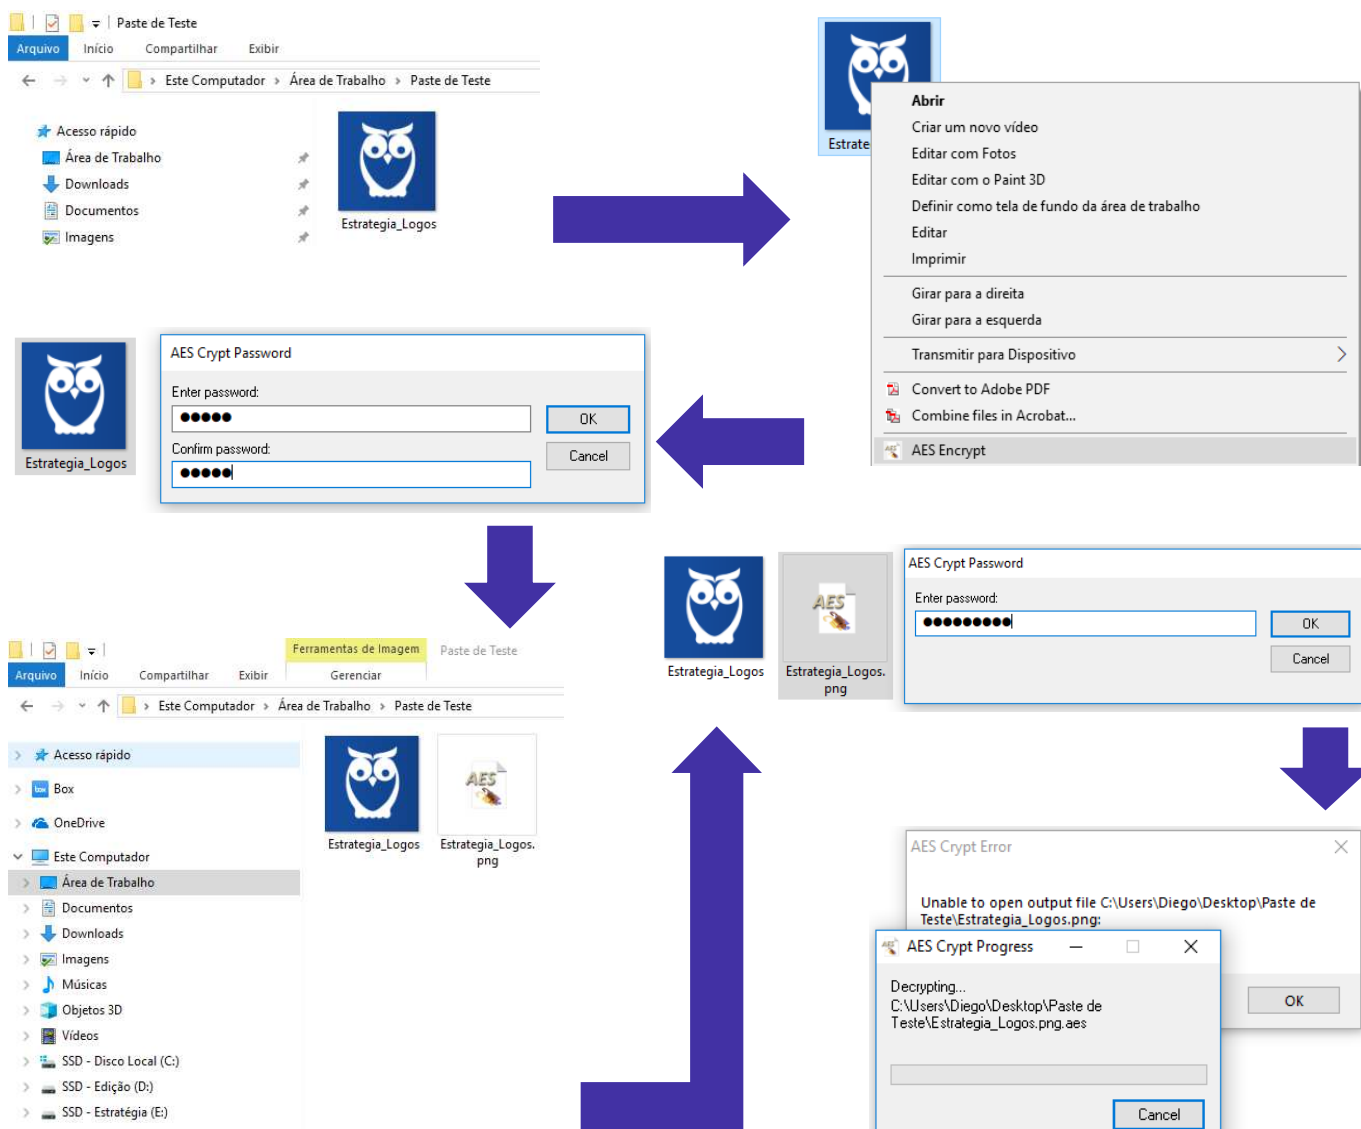 Paste de Teste
Arquivo Início Compartilhar Exibir
Este Computador > Área de Trabalho > Paste de Teste
Acesso rápido
Área de Trabalho
Downloads
Documentos
Imagens
Estrategia_Logos
Estrate
Abrir
Criar um novo vídeo
Editar com Fotos
Editar com o Paint 3D
Definir como tela de fundo da área de trabalho
Editar
Imprimir
Girar para a direita
Girar para a esquerda
Transmitir para Dispositivo
Convert to Adobe PDF
Combine files in Acrobat...
AES Encrypt
Estrategia_Logos
AES Crypt Password
Enter password:
Confirm password:
OK
Cancel
Ferramentas de Imagem Paste de Teste
Arquivo Início Compartilhar Exibir Gerenciar
Este Computador > Área de Trabalho > Paste de Teste
Acesso rápido
Box
OneDrive
Este Computador
Área de Trabalho
Documentos
Downloads
Imagens
Músicas
Objetos 3D
Vídeos
SSD - Disco Local (C:)
SSD - Edição (D:)
SSD - Estratégia (E:)
Estrategia_Logos
AES
Estrategia_Logos.
png
Estrategia_Logos
AES
Estrategia_Logos.
png
AES Crypt Password
Enter password:
OK
Cancel
AES Crypt Error
Unable to open output file C:\Users\Diego\Desktop\Paste de
Teste\Estrategia_Logos.png:
OK
AES Crypt Progress
Decrypting...
C:\Users\Diego\Desktop\Paste de
Teste\Estrategia_Logos.png.aes
Cancel